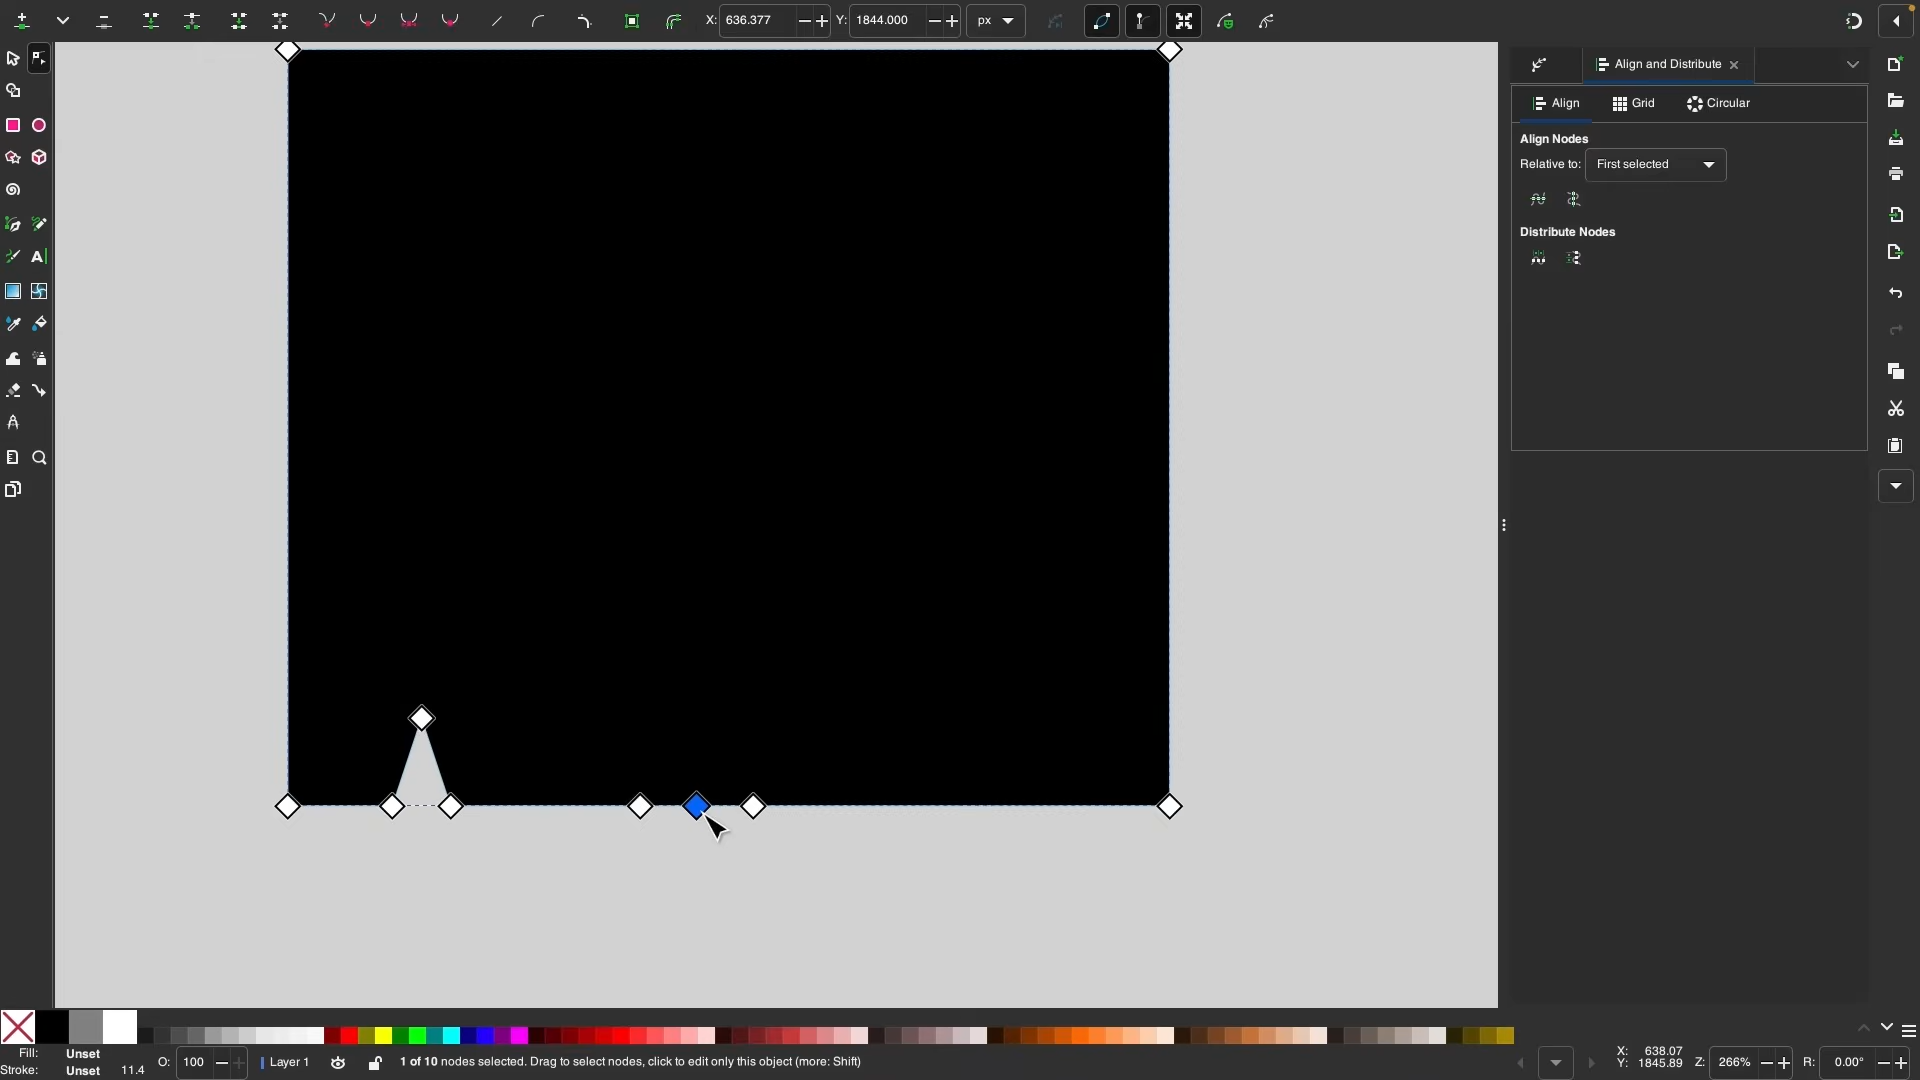 X: 636.377 Y: 1844.000 px
Align and Distribute
Align Grid Circular
Align Nodes
Relative to: First selected
Distribute Nodes
A
Fill: Unset
Stroke: Unset 11.4
O: 100
Layer 1
1 of 10 nodes selected. Drag to select nodes, click to edit only this object (more: Shift)
X: 638.07
Y: 1845.89
Z: 266%
R: 0.00°